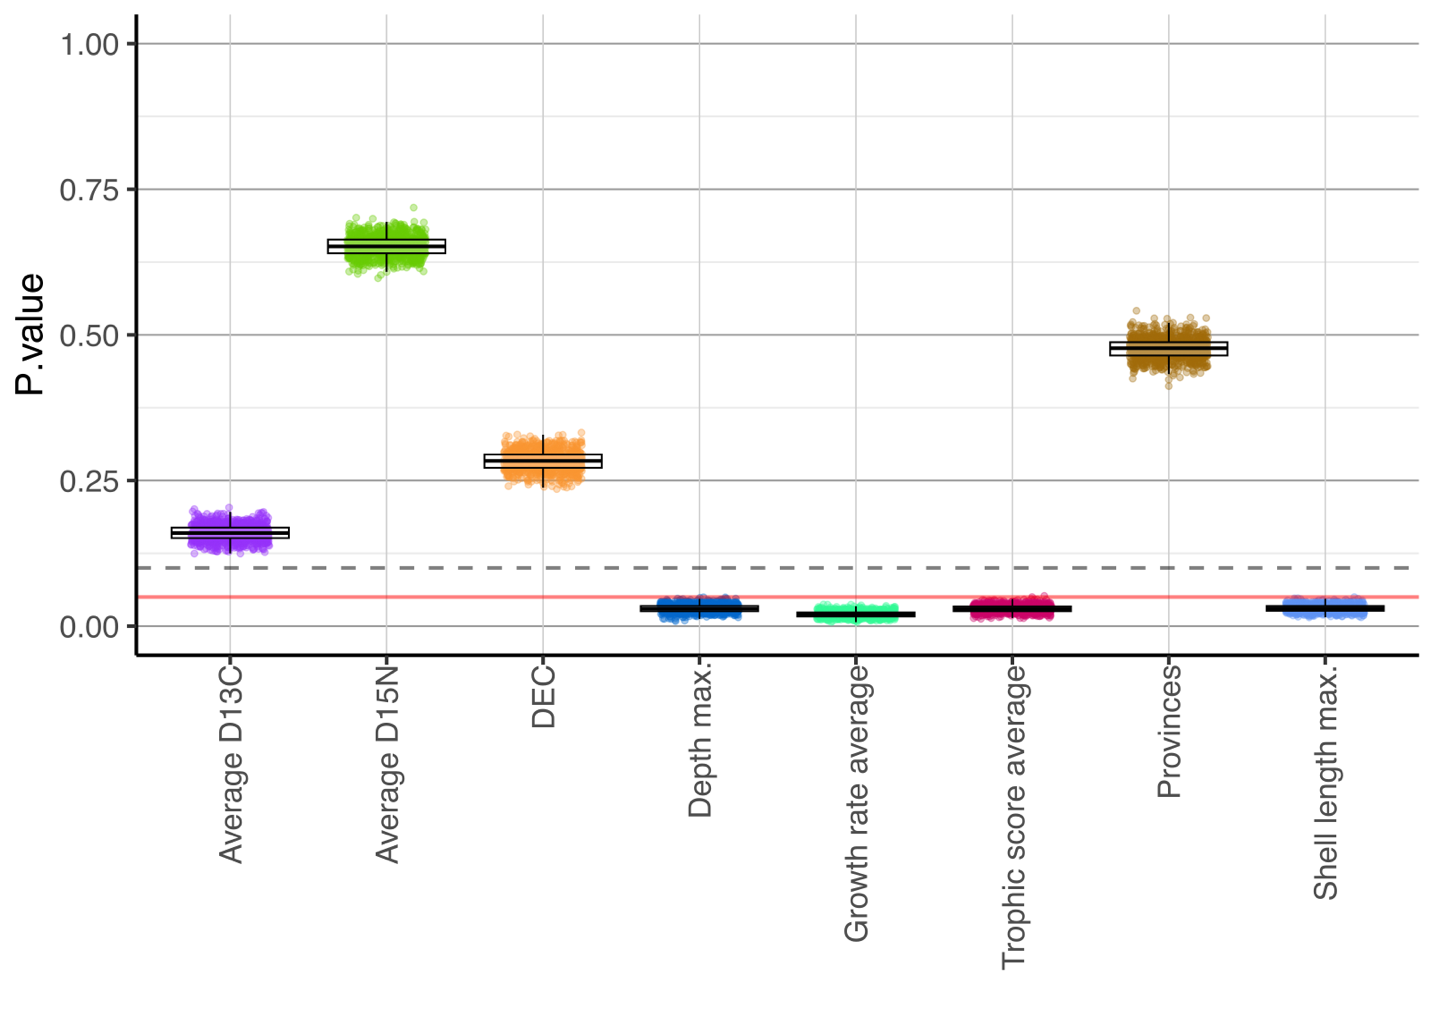 P.value
1.00
0.75
0.50
0.25
0.00
Average D13C
Average D15N
DEC
Depth max.
Growth rate average
Trophic score average
Provinces
Shell length max.